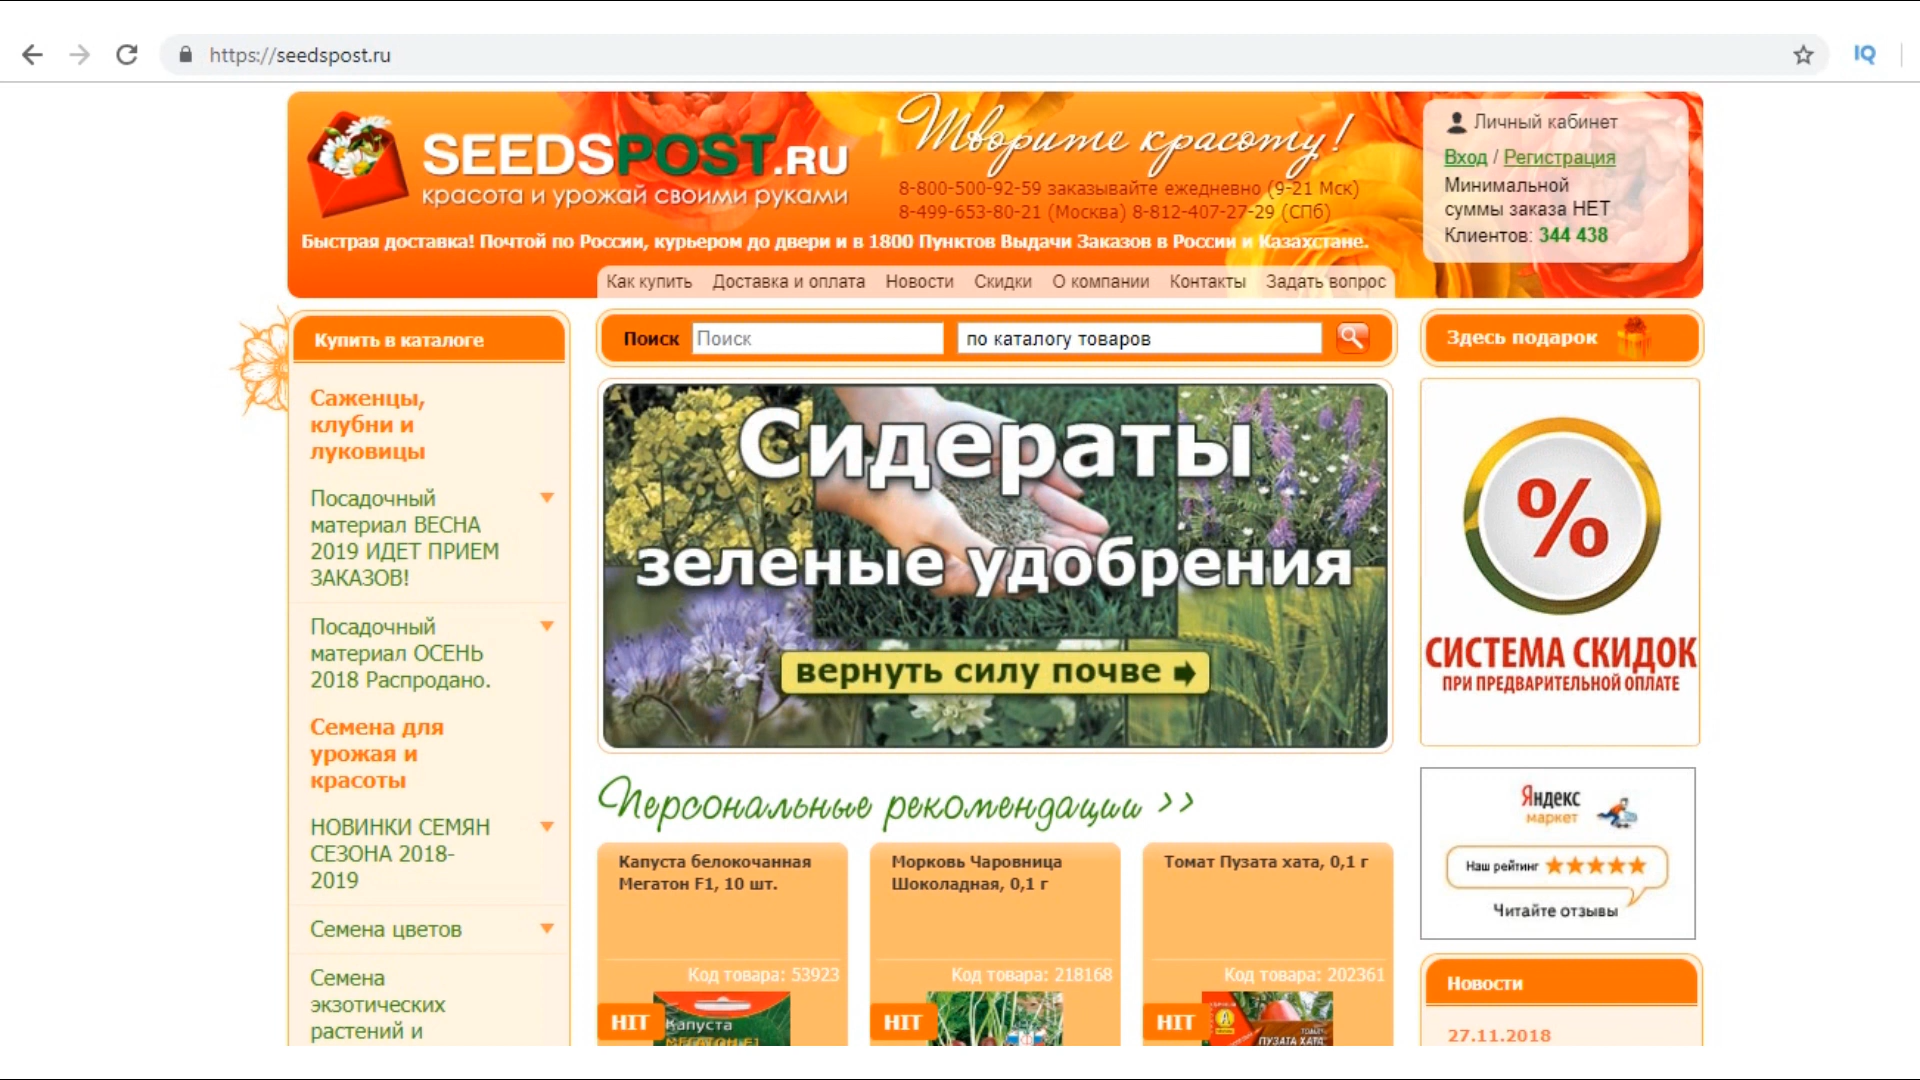 https://seedspost.ru
IQ
SEEDSPOST.RU
красота и урожай своими руками
Творите красоту!
8-800-500-92-59 заказывайте ежедневно (9-21 Мск)
8-499-653-80-21 (Москва) 8-812-407-27-29 (СПб)
Быстрая доставка! Почтой по России, курьером до двери и в 1800 Пунктов Выдачи Заказов в России и Казахстане.
Личный кабинет
Вход / Регистрация
Минимальной
суммы заказа НЕТ
Клиентов: 344 438
Как купить Доставка и оплата Новости Скидки О компании Контакты Задать вопрос
Купить в каталоге
Саженцы,
клубни и
луковицы
Посадочный
материал ВЕСНА
2019 ИДЕТ ПРИЕМ
ЗАКАЗОВ!
Посадочный
материал ОСЕНЬ
2018 Распродано.
Семена для
урожая и
красоты
НОВИНКИ СЕМЯН
СЕЗОНА 2018-
2019
Семена цветов
Семена
экзотических
растений и
Поиск Поиск по каталогу товаров
Сидераты
зеленые удобрения
вернуть силу почве
Персональные рекомендации >>
Капуста белокочанная
Мегатон F1, 10 шт.
Код товара: 53923
HIT
Капуста
МЕГАТОН F1
Морковь Чаровница
Шоколадная, 0,1 г
Код товара: 218168
HIT
Томат Пузата хата, 0,1 г
Код товара: 202361
HIT
ТОМАТ
ПУЗАТА ХАТА
Здесь подарок
%
СИСТЕМА СКИДОК
ПРИ ПРЕДВАРИТЕЛЬНОЙ ОПЛАТЕ
Яндекс
маркет
Наш рейтинг
Читайте отзывы
Новости
27.11.2018